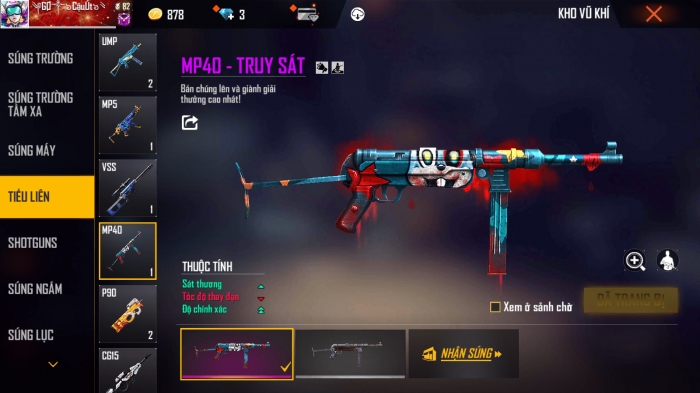 878
3
KHO VŨ KHÍ
SÚNG TRƯỜNG
SÚNG TRƯỜNG
TẦM XA
SÚNG MÁY
TIỂU LIÊN
SHOTGUNS
SÚNG NGẮM
SÚNG LỤC
UMP
2
MP5
1
VSS
1
MP40
1
P90
2
CG15
MP40 - TRUY SÁT
Bắn chúng lên và giành giải
thưởng cao nhất!
THUỘC TÍNH
Sát thương
Tốc độ thay đạn
Độ chính xác
Xem ở sảnh chờ
ĐÃ TRANG BỊ
NHẬN SÚNG